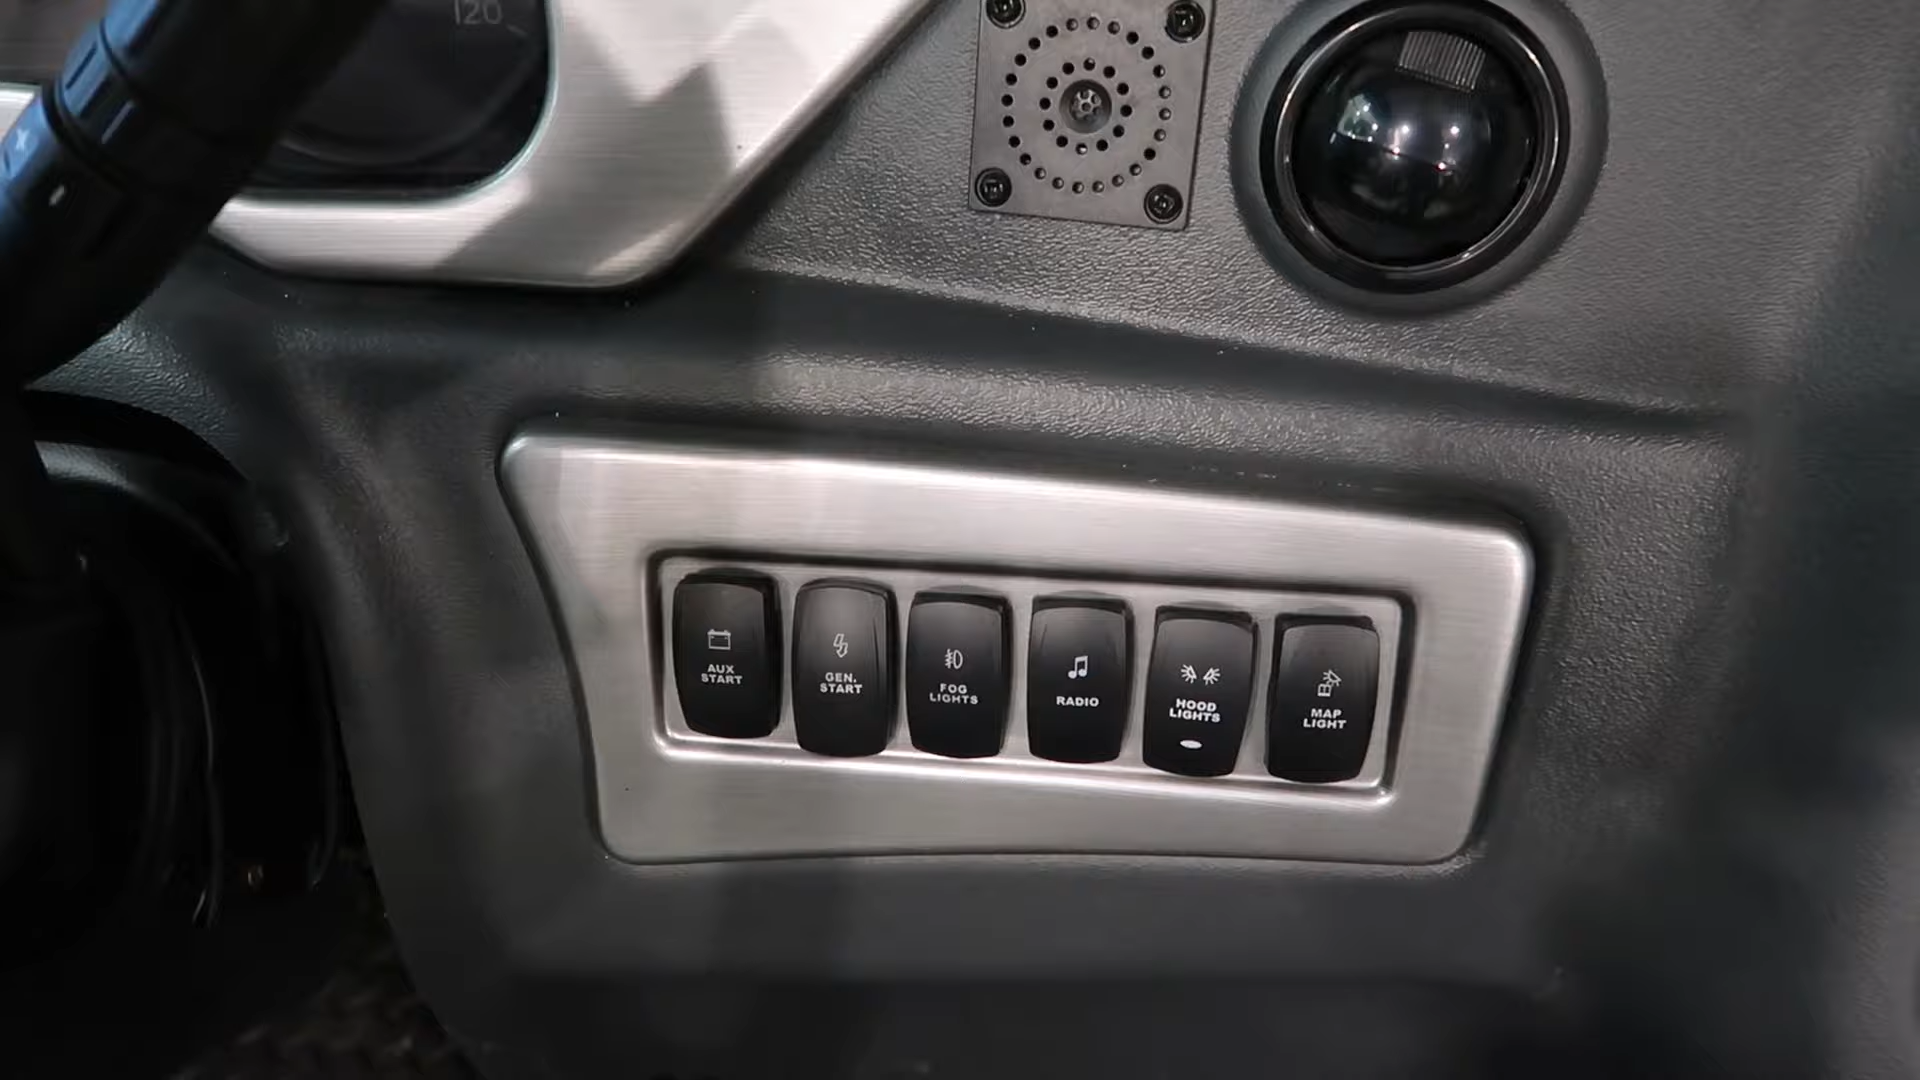 120
AUX
START
GEN.
START
FOG
LIGHTS
RADIO
HOOD
LIGHTS
MAP
LIGHT